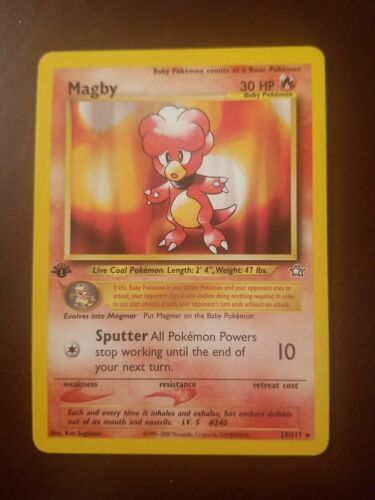 Baby Pokémon counts as a Basic Pokémon
Magby
30 HP
Baby Pokémon
EDITION
1
Live Coal Pokémon. Length: 2' 4", Weight: 47 lbs.
If this Baby Pokémon is your Active Pokémon and your opponent tries to
attack, your opponent flips a coin (before doing anything required in order
to use that attack). If tails, your opponent's turn ends without an attack.
Evolves into Magmar Put Magmar on the Baby Pokémon
Sputter All Pokémon Powers
stop working until the end of
your next turn.
10
weakness
resistance
retreat cost
Each and every time it inhales and exhales, hot embers dribble
out of its mouth and nostrils. LV. 5 #240
Illus. Ken Sugimori
©1995-2000 Nintendo, Creatures, GAMEFREAK.
23/111 ★